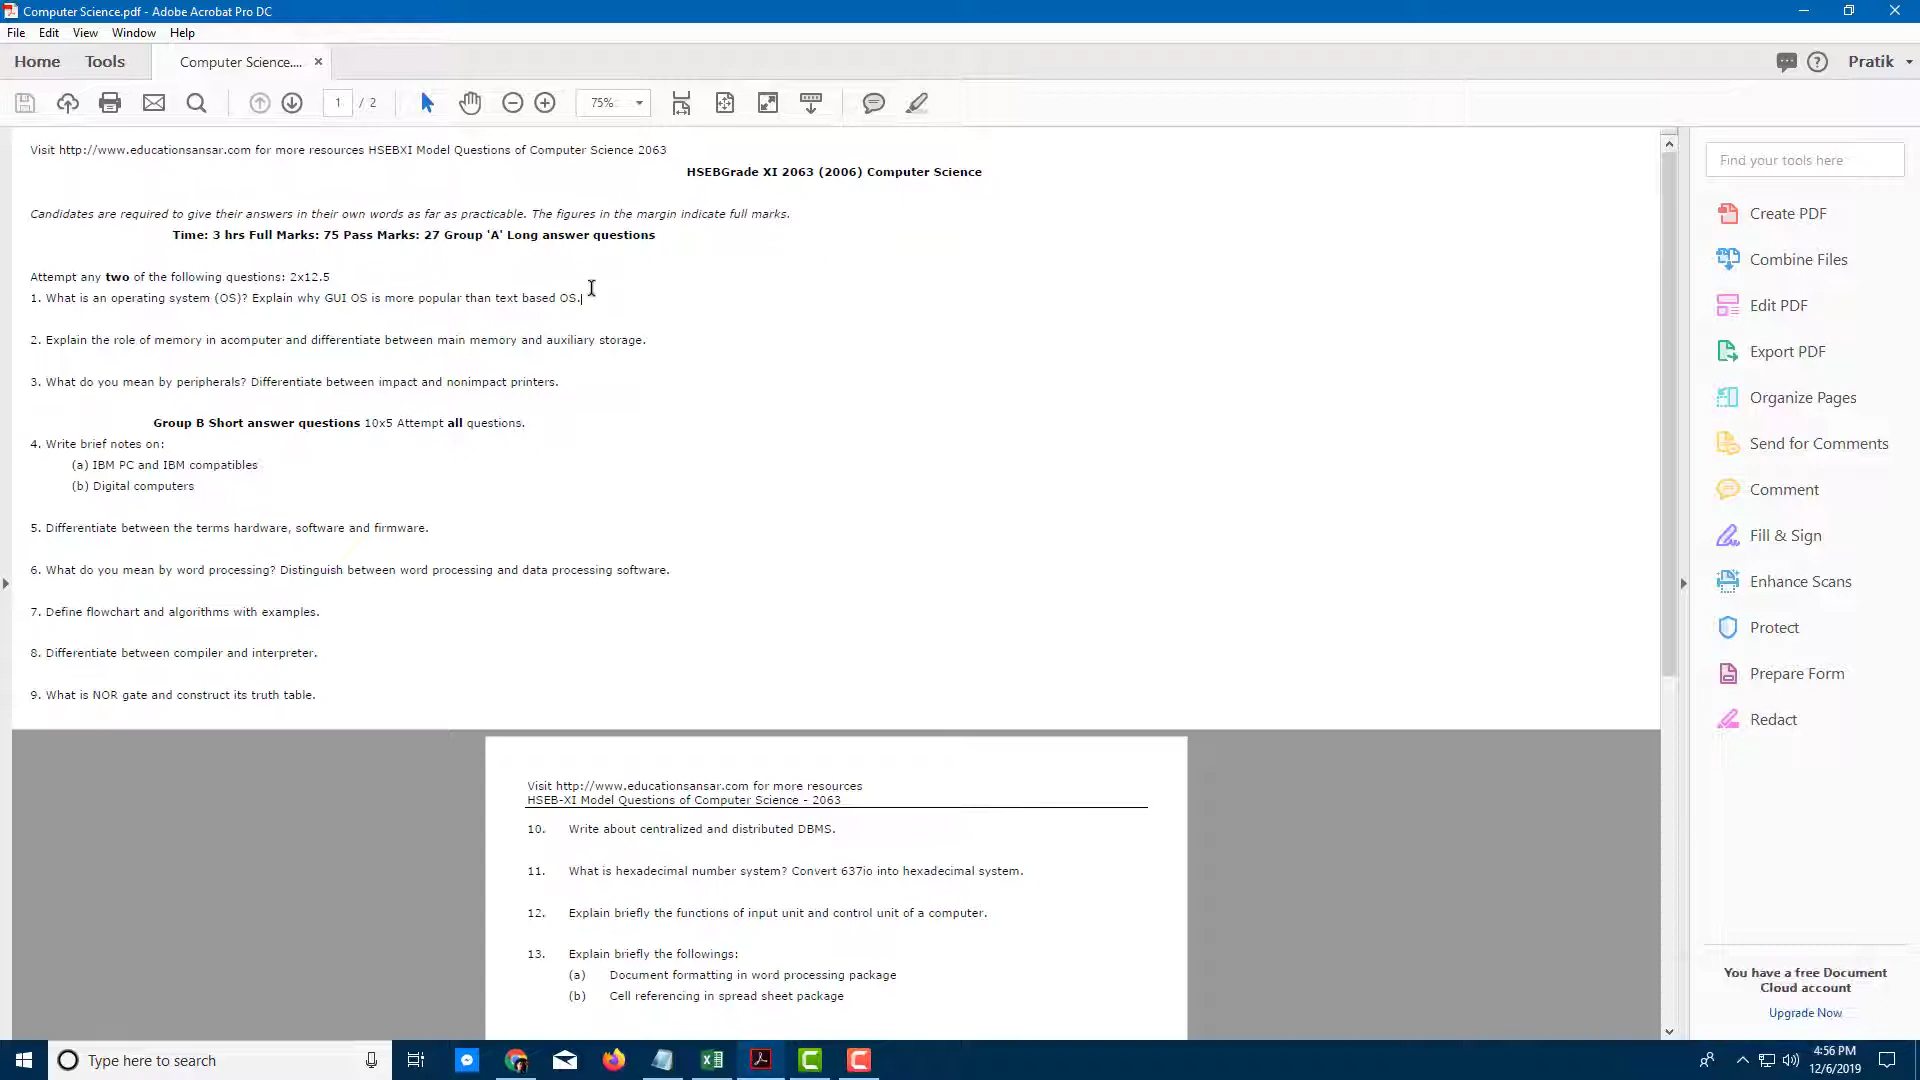 Computer Science.pdf - Adobe Acrobat Pro DC
File Edit View Window Help
Home Tools Computer Science.... × Pratik
1 / 2 75%
Visit http://www.educationsansar.com for more resources HSEBXI Model Questions of Computer Science 2063
HSEBGrade XI 2063 (2006) Computer Science
Candidates are required to give their answers in their own words as far as practicable. The figures in the margin indicate full marks.
Time: 3 hrs Full Marks: 75 Pass Marks: 27 Group 'A' Long answer questions
Attempt any two of the following questions: 2x12.5
1. What is an operating system (OS)? Explain why GUI OS is more popular than text based OS.
2. Explain the role of memory in acomputer and differentiate between main memory and auxiliary storage.
3. What do you mean by peripherals? Differentiate between impact and nonimpact printers.
Group B Short answer questions 10x5 Attempt all questions.
4. Write brief notes on:
(a) IBM PC and IBM compatibles
(b) Digital computers
5. Differentiate between the terms hardware, software and firmware.
6. What do you mean by word processing? Distinguish between word processing and data processing software.
7. Define flowchart and algorithms with examples.
8. Differentiate between compiler and interpreter.
9. What is NOR gate and construct its truth table.
Visit http://www.educationsansar.com for more resources
HSEB-XI Model Questions of Computer Science - 2063
10. Write about centralized and distributed DBMS.
11. What is hexadecimal number system? Convert 637io into hexadecimal system.
12. Explain briefly the functions of input unit and control unit of a computer.
13. Explain briefly the followings:
(a) Document formatting in word processing package
(b) Cell referencing in spread sheet package
Find your tools here
Create PDF
Combine Files
Edit PDF
Export PDF
Organize Pages
Send for Comments
Comment
Fill & Sign
Enhance Scans
Protect
Prepare Form
Redact
You have a free Document
Cloud account
Upgrade Now
Type here to search
4:56 PM
12/6/2019